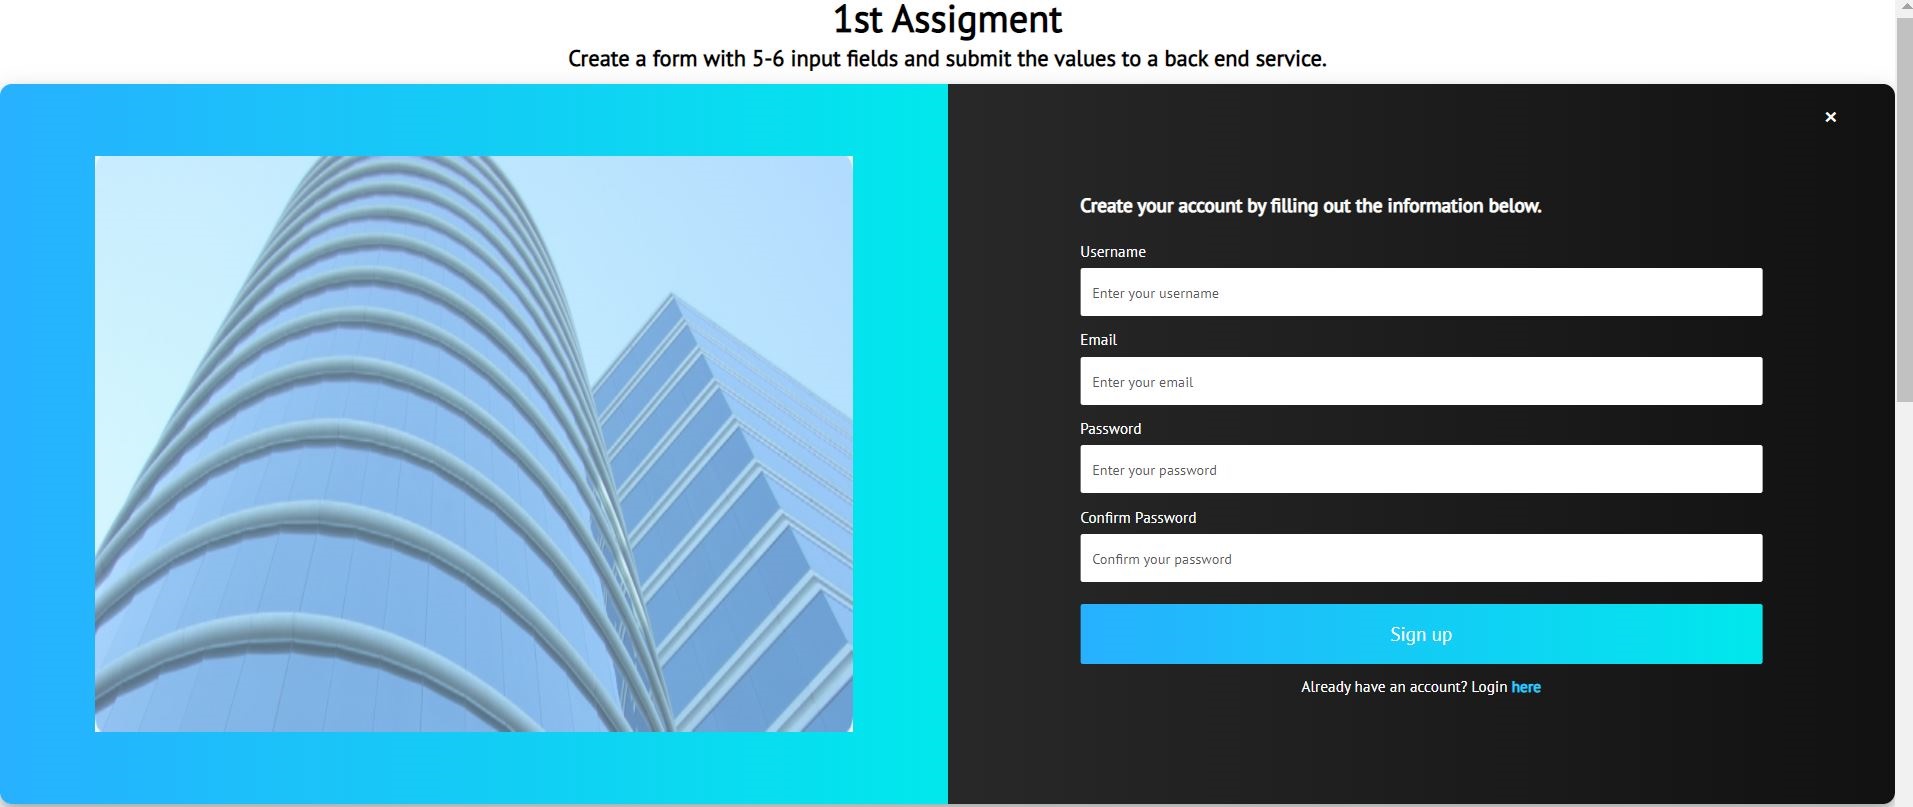 1st Assigment
Create a form with 5-6 input fields and submit the values to a back end service.
×
Create your account by filling out the information below.
Username
Enter your username
Email
Enter your email
Password
Enter your password
Confirm Password
Confirm your password
Sign up
Already have an account? Login here